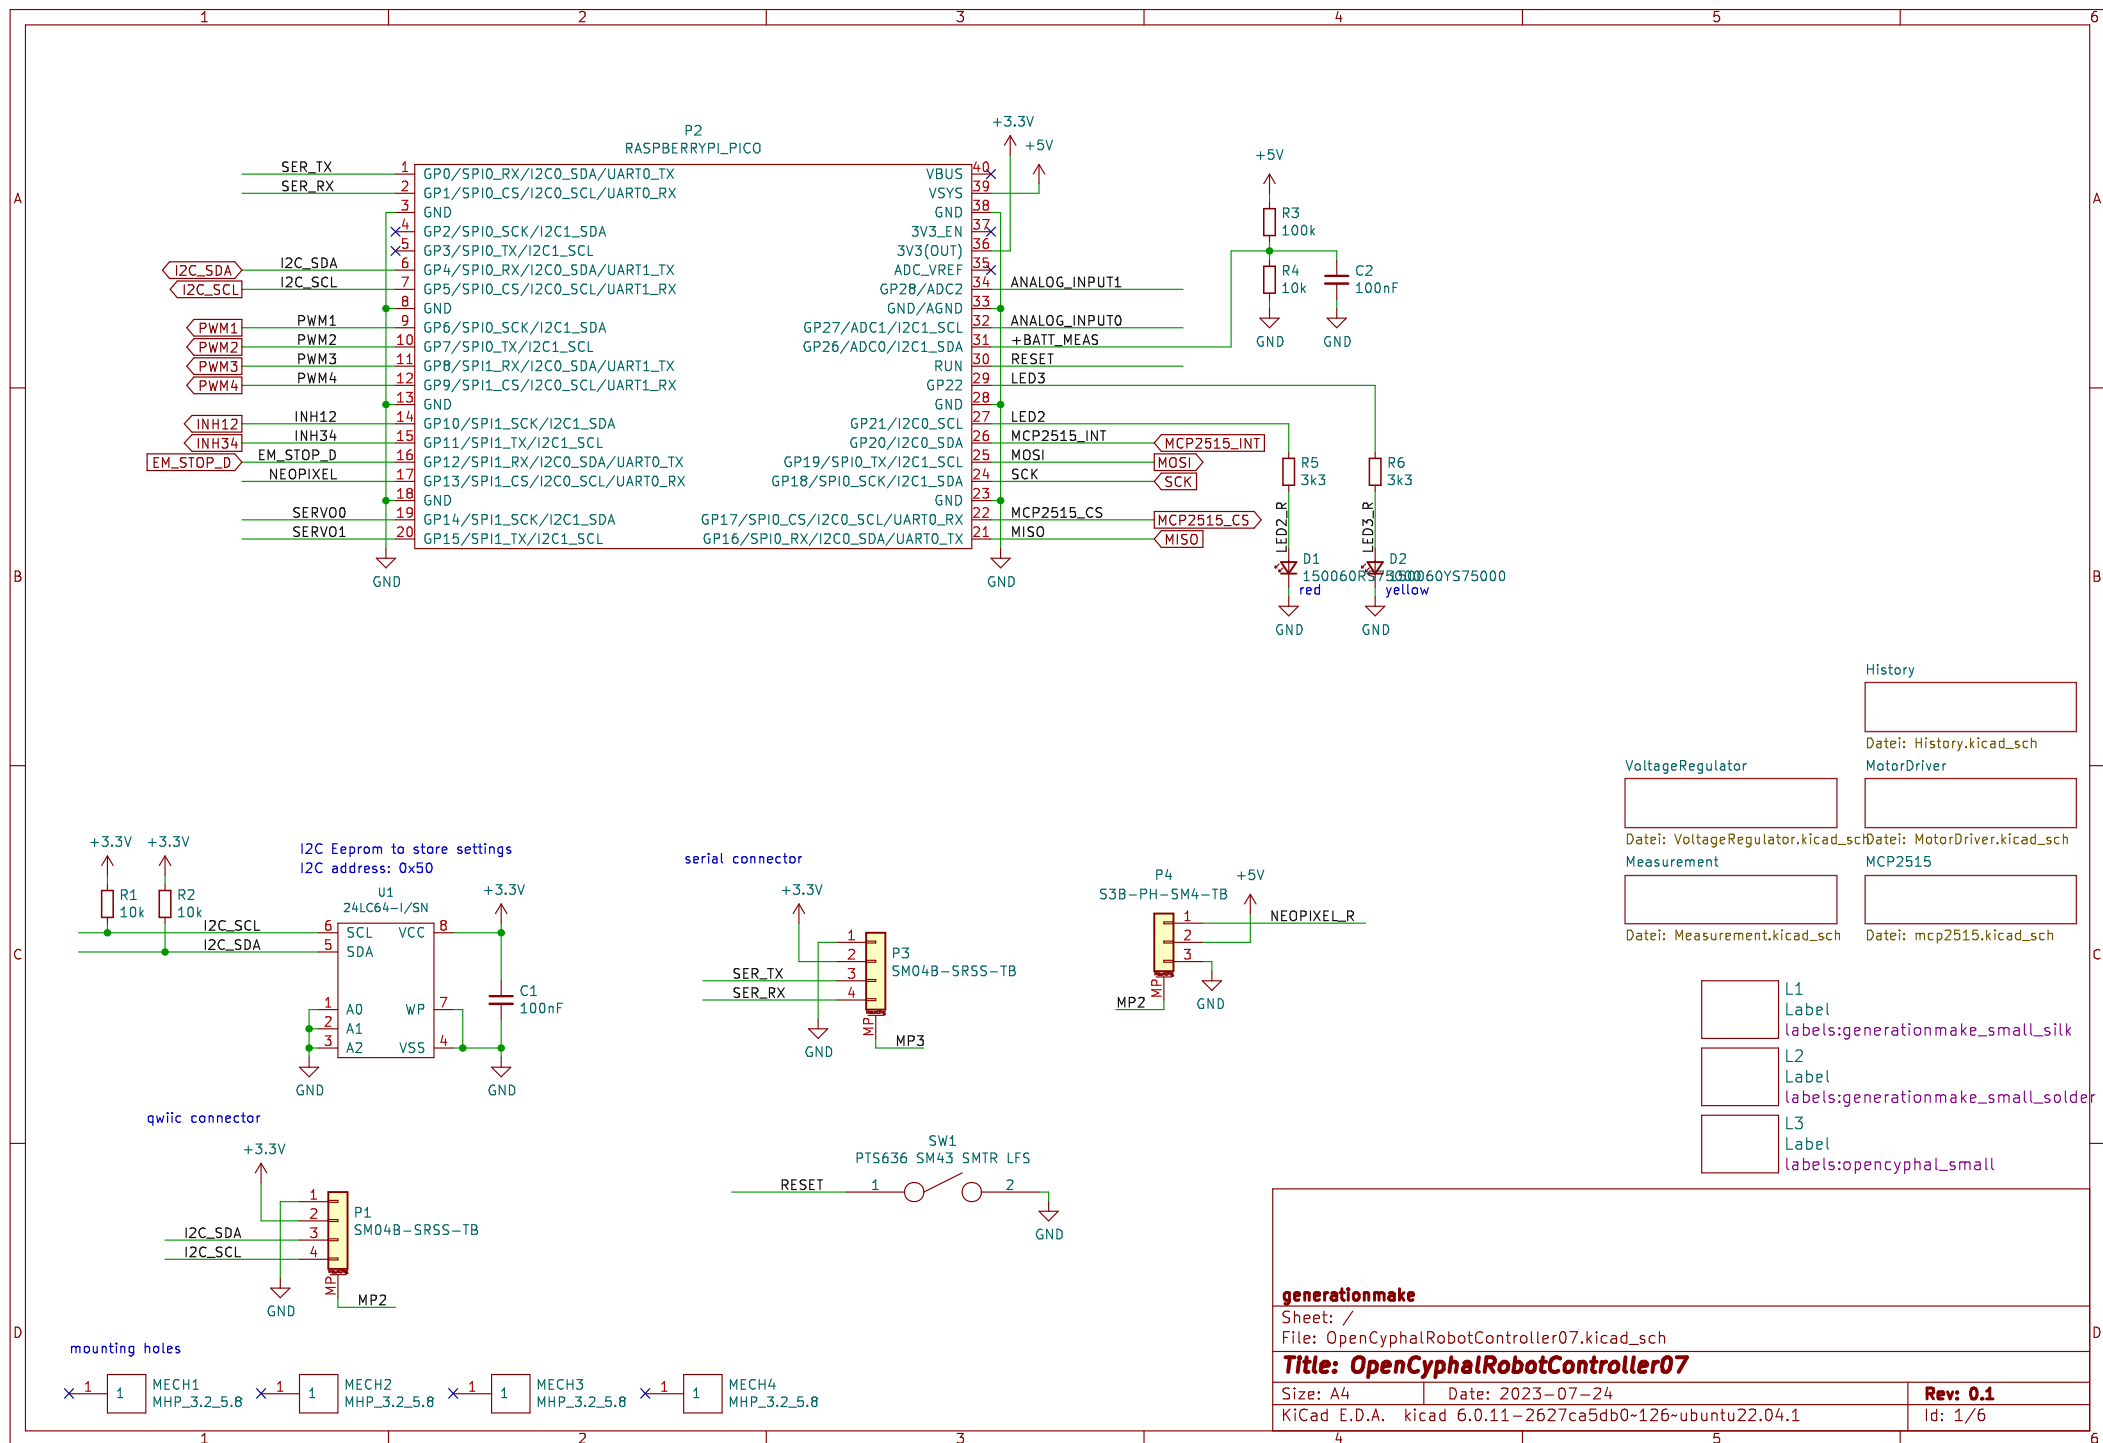 1 2 3 4 5 6
A
B
C
D
A
B
C
D
P2
RASPBERRYPI_PICO
SER_TX 1 GP0/SPI0_RX/I2C0_SDA/UART0_TX
SER_RX 2 GP1/SPI0_CS/I2C0_SCL/UART0_RX
3 GND
4 GP2/SPI0_SCK/I2C1_SDA
5 GP3/SPI0_TX/I2C1_SCL
I2C_SDA I2C_SDA 6 GP4/SPI0_RX/I2C0_SDA/UART1_TX
I2C_SCL I2C_SCL 7 GP5/SPI0_CS/I2C0_SCL/UART1_RX
8 GND
PWM1 PWM1 9 GP6/SPI0_SCK/I2C1_SDA
PWM2 PWM2 10 GP7/SPI0_TX/I2C1_SCL
PWM3 PWM3 11 GP8/SPI1_RX/I2C0_SDA/UART1_TX
PWM4 PWM4 12 GP9/SPI1_CS/I2C0_SCL/UART1_RX
13 GND
INH12 INH12 14 GP10/SPI1_SCK/I2C1_SDA
INH34 INH34 15 GP11/SPI1_TX/I2C1_SCL
EM_STOP_D EM_STOP_D 16 GP12/SPI1_RX/I2C0_SDA/UART0_TX
NEOPIXEL 17 GP13/SPI1_CS/I2C0_SCL/UART0_RX
18 GND
SERVO0 19 GP14/SPI1_SCK/I2C1_SDA
SERVO1 20 GP15/SPI1_TX/I2C1_SCL
GND
+3.3V
+5V
VBUS 40
VSYS 39
GND 38
3V3_EN 37
3V3(OUT) 36
ADC_VREF 35
GP28/ADC2 34 ANALOG_INPUT1
GND/AGND 33
GP27/ADC1/I2C1_SCL 32 ANALOG_INPUT0
GP26/ADC0/I2C1_SDA 31 +BATT_MEAS
RUN 30 RESET
GP22 29 LED3
GND 28
GP21/I2C0_SCL 27 LED2
GP20/I2C0_SDA 26 MCP2515_INT MCP2515_INT
GP19/SPI0_TX/I2C1_SCL 25 MOSI MOSI
GP18/SPI0_SCK/I2C1_SDA 24 SCK SCK
GND 23
GP17/SPI0_CS/I2C0_SCL/UART0_RX 22 MCP2515_CS MCP2515_CS
GP16/SPI0_RX/I2C0_SDA/UART0_TX 21 MISO MISO
GND
+5V
R3
100k
R4
10k
C2
100nF
GND GND
R5
3k3
R6
3k3
LED2_R
LED3_R
D1
150060RS75000
red
D2
150060YS75000
yellow
GND GND
History
Datei: History.kicad_sch
VoltageRegulator
Datei: VoltageRegulator.kicad_sch
MotorDriver
Datei: MotorDriver.kicad_sch
Measurement
Datei: Measurement.kicad_sch
MCP2515
Datei: mcp2515.kicad_sch
+3.3V +3.3V
R1
10k
R2
10k
I2C Eeprom to store settings
I2C address: 0x50
U1
24LC64-I/SN
+3.3V
I2C_SCL 6 SCL VCC 8
I2C_SDA 5 SDA
1 A0 WP 7
2 A1
3 A2 VSS 4
C1
100nF
GND GND
serial connector
+3.3V
1
2
SER_TX 3
SER_RX 4
P3
SM04B-SRSS-TB
MP
MP3
GND
P4
S3B-PH-SM4-TB
+5V
1 NEOPIXEL_R
2
3
MP
MP2
GND
L1
Label
labels:generationmake_small_silk
L2
Label
labels:generationmake_small_solder
L3
Label
labels:opencyphal_small
qwiic connector
+3.3V
1
2
I2C_SDA 3
I2C_SCL 4
P1
SM04B-SRSS-TB
MP
MP2
GND
SW1
PTS636 SM43 SMTR LFS
RESET 1 2
GND
mounting holes
1 1 MECH1
MHP_3.2_5.8
1 1 MECH2
MHP_3.2_5.8
1 1 MECH3
MHP_3.2_5.8
1 1 MECH4
MHP_3.2_5.8
generationmake
Sheet: /
File: OpenCyphalRobotController07.kicad_sch
Title: OpenCyphalRobotController07
Size: A4 Date: 2023-07-24 Rev: 0.1
KiCad E.D.A. kicad 6.0.11-2627ca5db0~126~ubuntu22.04.1 Id: 1/6
1 2 3 4 5 6